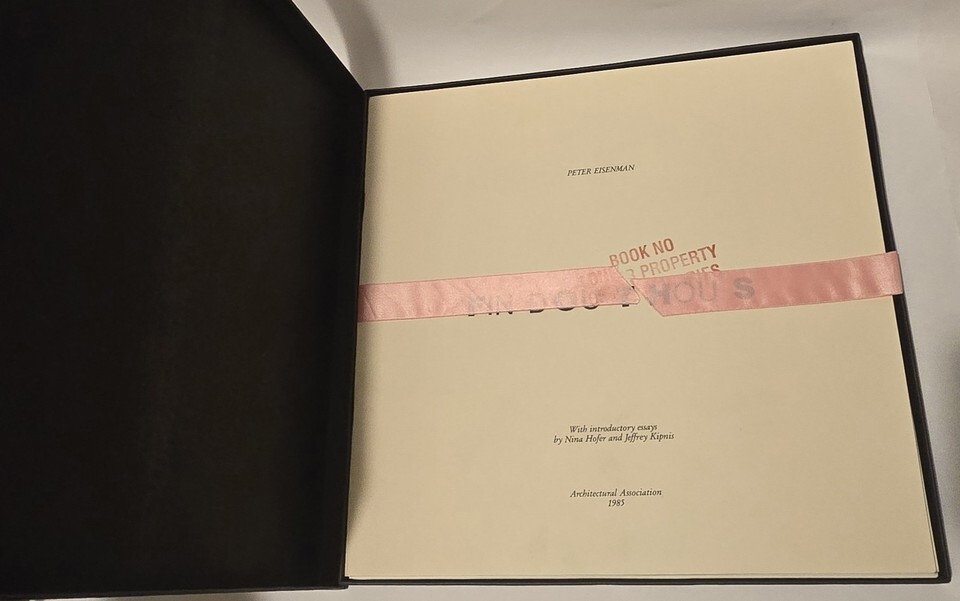 PETER EISENMAN
BOOK NO
PROPERTY
With introductory essays
by Nina Hofer and Jeffrey Kipnis
Architectural Association
1985